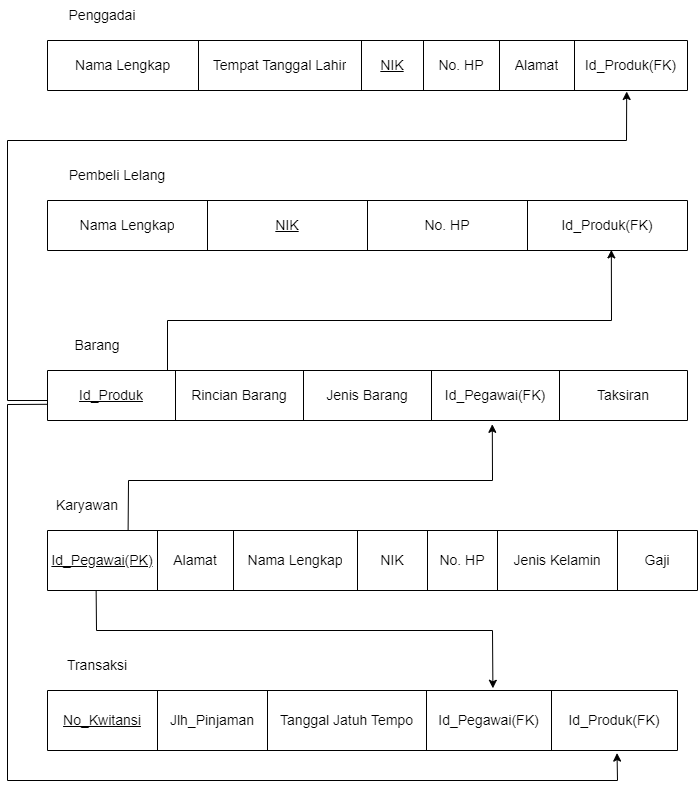 Penggadai
Nama Lengkap Tempat Tanggal Lahir NIK No. HP Alamat Id_Produk(FK)
Pembeli Lelang
Nama Lengkap NIK No. HP Id_Produk(FK)
Barang
Id_Produk Rincian Barang Jenis Barang Id_Pegawai(FK) Taksiran
Karyawan
Id_Pegawai(PK) Alamat Nama Lengkap NIK No. HP Jenis Kelamin Gaji
Transaksi
No_Kwitansi Jlh_Pinjaman Tanggal Jatuh Tempo Id_Pegawai(FK) Id_Produk(FK)